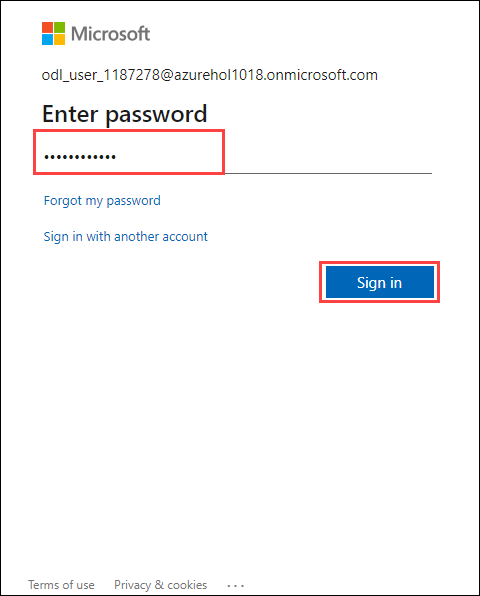 Microsoft
odl_user_1187278@azurehol1018.onmicrosoft.com
Enter password
••••••••••••
Forgot my password
Sign in with another account
Sign in
Terms of use Privacy & cookies ...